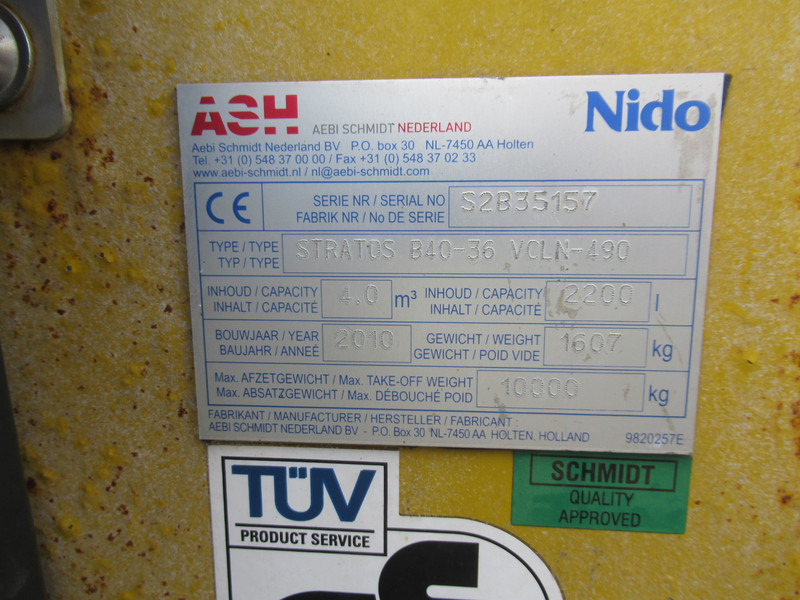 ASH AEBI SCHMIDT NEDERLAND Nido
Aebi Schmidt Nederland BV P.O. box 30 NL-7450 AA Holten
Tel. +31 (0) 548 37 00 00 / Fax +31 (0) 548 37 02 33
www.aebi-schmidt.nl / nl@aebi-schmidt.com
CE
SERIE NR / SERIAL NO
FABRIK NR / No DE SERIE
S2B35157
TYPE / TYPE
TYP / TYPE
STRATOS B40-36 VCLN-490
INHOUD / CAPACITY
INHALT / CAPACITÉ
4.0 m³
INHOUD / CAPACITY
INHALT / CAPACITÉ
2200 l
BOUWJAAR / YEAR
BAUJAHR / ANNEÉ
2010
GEWICHT / WEIGHT
GEWICHT / POID VIDE
1607 kg
Max. AFZETGEWICHT / Max. TAKE-OFF WEIGHT
Max. ABSATZGEWICHT / Max. DÉBOUCHÉ POID
10000 kg
FABRIKANT / MANUFACTURER / HERSTELLER / FABRICANT
AEBI SCHMIDT NEDERLAND BV - P.O. Box 30 NL-7450 AA HOLTEN, HOLLAND 9820257E
TÜV
PRODUCT SERVICE
SCHMIDT
QUALITY
APPROVED